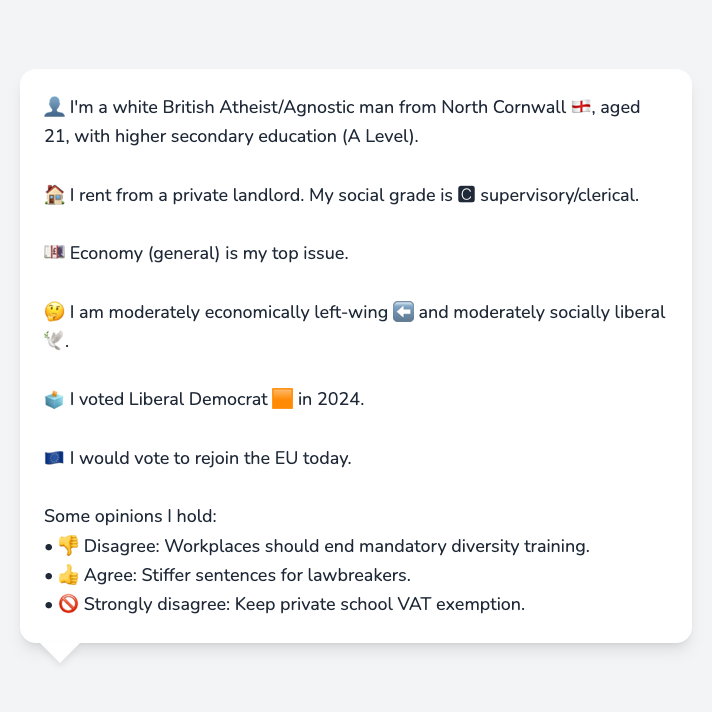 👤 I'm a white British Atheist/Agnostic man from North Cornwall 🏴󠁧󠁢󠁥󠁮󠁧󠁿, aged
21, with higher secondary education (A Level).
🏠 I rent from a private landlord. My social grade is 🅲 supervisory/clerical.
💷 Economy (general) is my top issue.
🤔 I am moderately economically left-wing ⬅️ and moderately socially liberal
🕊️.
🗳️ I voted Liberal Democrat 🟧 in 2024.
🇪🇺 I would vote to rejoin the EU today.
Some opinions I hold:
• 👎 Disagree: Workplaces should end mandatory diversity training.
• 👍 Agree: Stiffer sentences for lawbreakers.
• 🚫 Strongly disagree: Keep private school VAT exemption.